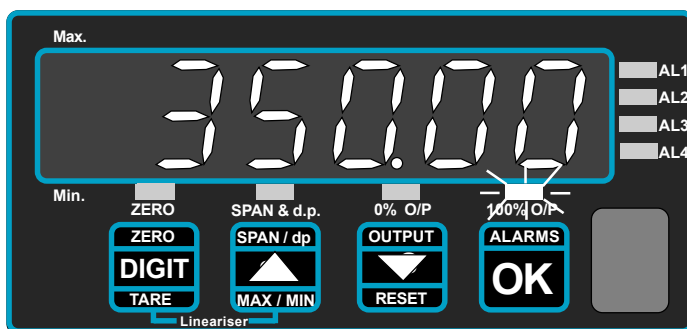 Max.
350.00
AL1
AL2
AL3
AL4
Min.
ZERO SPAN & d.p. 0% O/P 100% O/P
ZERO SPAN / dp OUTPUT ALARMS
DIGIT OK
TARE MAX / MIN RESET
Lineariser